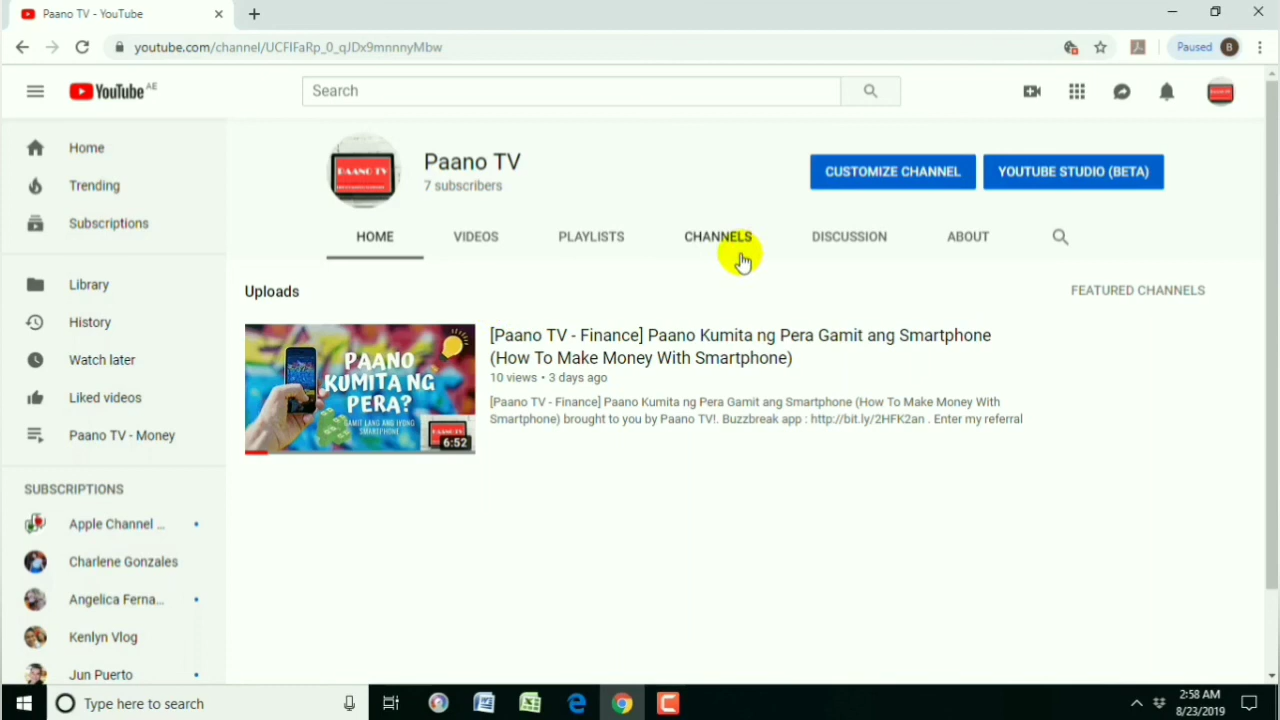 Paano TV - YouTube
youtube.com/channel/UCFlFaRp_0_qJDx9mnnnyMbw
Paused B
YouTube AE
Search
Home
Trending
Subscriptions
Library
History
Watch later
Liked videos
Paano TV - Money
SUBSCRIPTIONS
Apple Channel ...
Charlene Gonzales
Angelica Ferna...
Kenlyn Vlog
Jun Puerto
PAANO TV
Paano TV
7 subscribers
CUSTOMIZE CHANNEL
YOUTUBE STUDIO (BETA)
HOME
VIDEOS
PLAYLISTS
CHANNELS
DISCUSSION
ABOUT
Uploads
FEATURED CHANNELS
PAANO
KUMITA NG
PERA?
GAMIT LANG ANG IYONG
SMARTPHONE
PAANO TV
6:52
[Paano TV - Finance] Paano Kumita ng Pera Gamit ang Smartphone
(How To Make Money With Smartphone)
10 views • 3 days ago
[Paano TV - Finance] Paano Kumita ng Pera Gamit ang Smartphone (How To Make Money With
Smartphone) brought to you by Paano TV!. Buzzbreak app : http://bit.ly/2HFK2an . Enter my referral
Type here to search
2:58 AM
8/23/2019